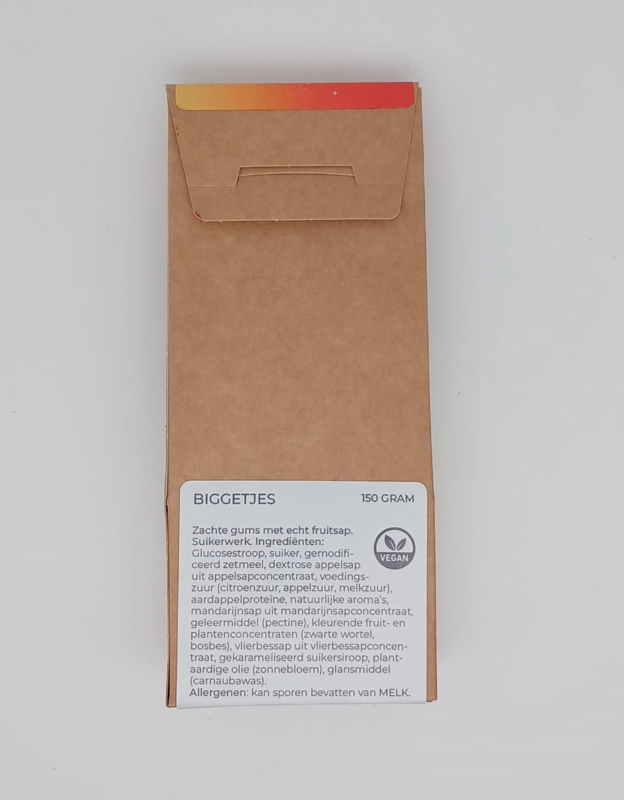 BIGGETJES 150 GRAM
Zachte gums met echt fruitsap.
Suikerwerk. Ingrediënten:
Glucosestroop, suiker, gemodifi-
ceerd zetmeel, dextrose appelsap
uit appelsapconcentraat, voedings-
zuur (citroenzuur, appelzuur, melkzuur),
aardappelproteïne, natuurlijke aroma's,
mandarijnsap uit mandarijnsapconcentraat,
geleermiddel (pectine), kleurende fruit- en
plantenconcentraten (zwarte wortel,
bosbes), vlierbessap uit vlierbessapconcen-
traat, gekarameliseerd suikersiroop, plant-
aardige olie (zonnebloem), glansmiddel
(carnaubawas).
Allergenen: kan sporen bevatten van MELK.
VEGAN